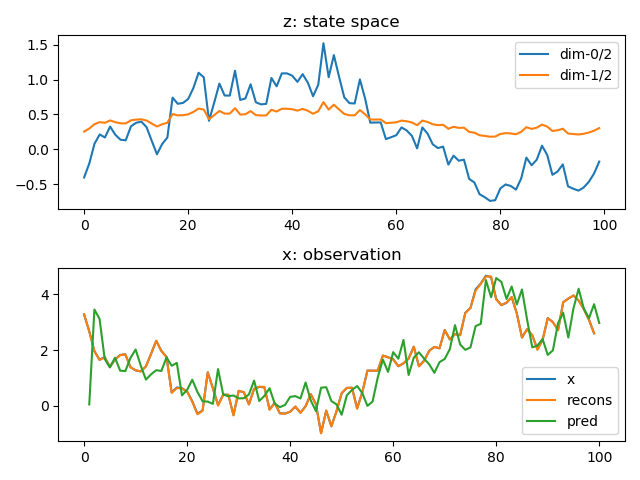 z: state space
1.5
1.0
0.5
0.0
−0.5
dim-0/2
dim-1/2
0 20 40 60 80 100
x: observation
4
2
0
x
recons
pred
0 20 40 60 80 100